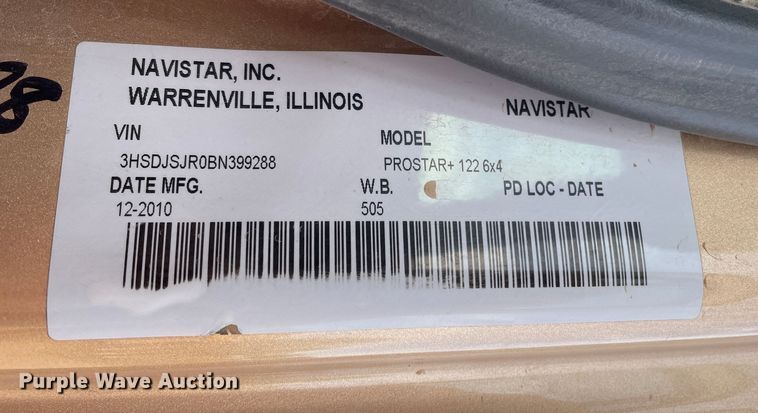 NAVISTAR, INC.
WARRENVILLE, ILLINOIS NAVISTAR
VIN MODEL
3HSDJSJR0BN399288 PROSTAR+ 122 6x4
DATE MFG. W.B. PD LOC - DATE
12-2010 505
Purple Wave Auction